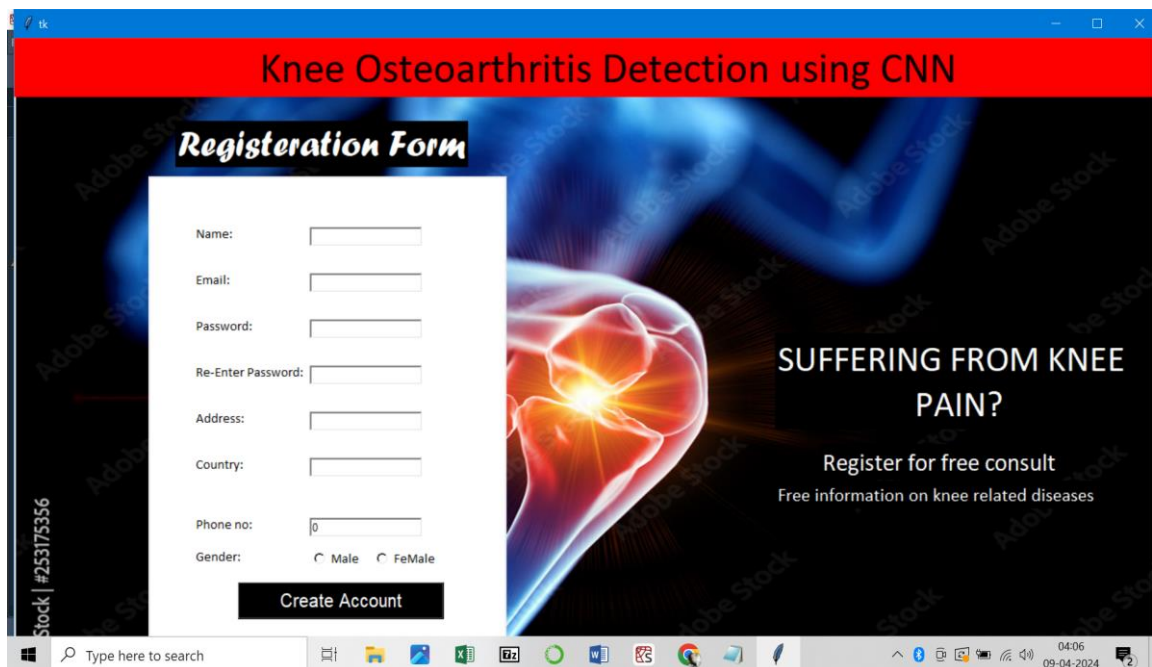 tk
Knee Osteoarthritis Detection using CNN
Registeration Form
Name:
Email:
Password:
Re-Enter Password:
Address:
Country:
Phone no:
0
Gender:
Male
FeMale
Create Account
SUFFERING FROM KNEE
PAIN?
Register for free consult
Free information on knee related diseases
Adobe Stock
Stock | #253175356
Type here to search
04:06
09-04-2024